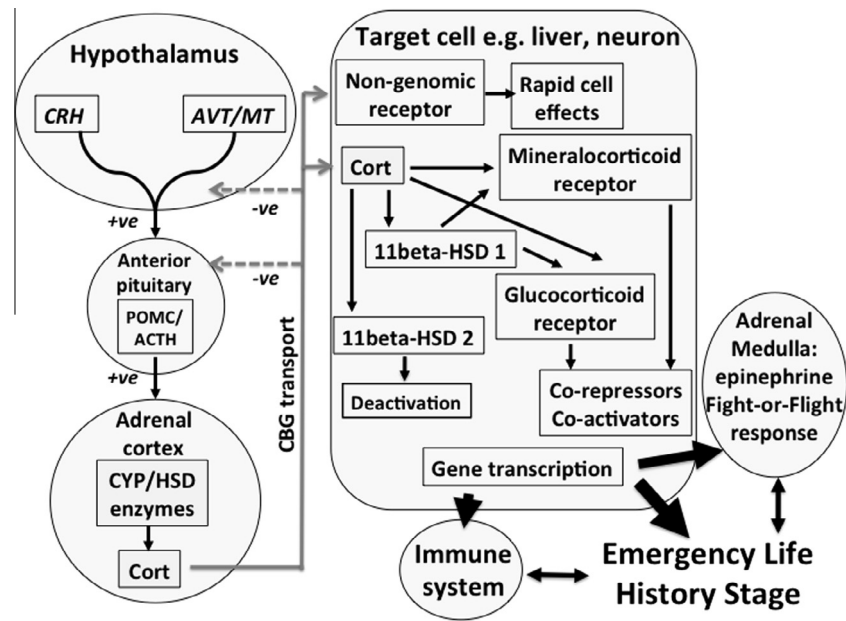 Hypothalamus
CRH
AVT/MT
+ve
-ve
Anterior
pituitary
POMC/
ACTH
-ve
+ve
Adrenal
cortex
CYP/HSD
enzymes
Cort
CBG transport
Target cell e.g. liver, neuron
Non-genomic
receptor
Rapid cell
effects
Cort
Mineralocorticoid
receptor
11beta-HSD 1
Glucocorticoid
receptor
11beta-HSD 2
Deactivation
Co-repressors
Co-activators
Gene transcription
Adrenal
Medulla:
epinephrine
Fight-or-Flight
response
Immune
system
Emergency Life
History Stage